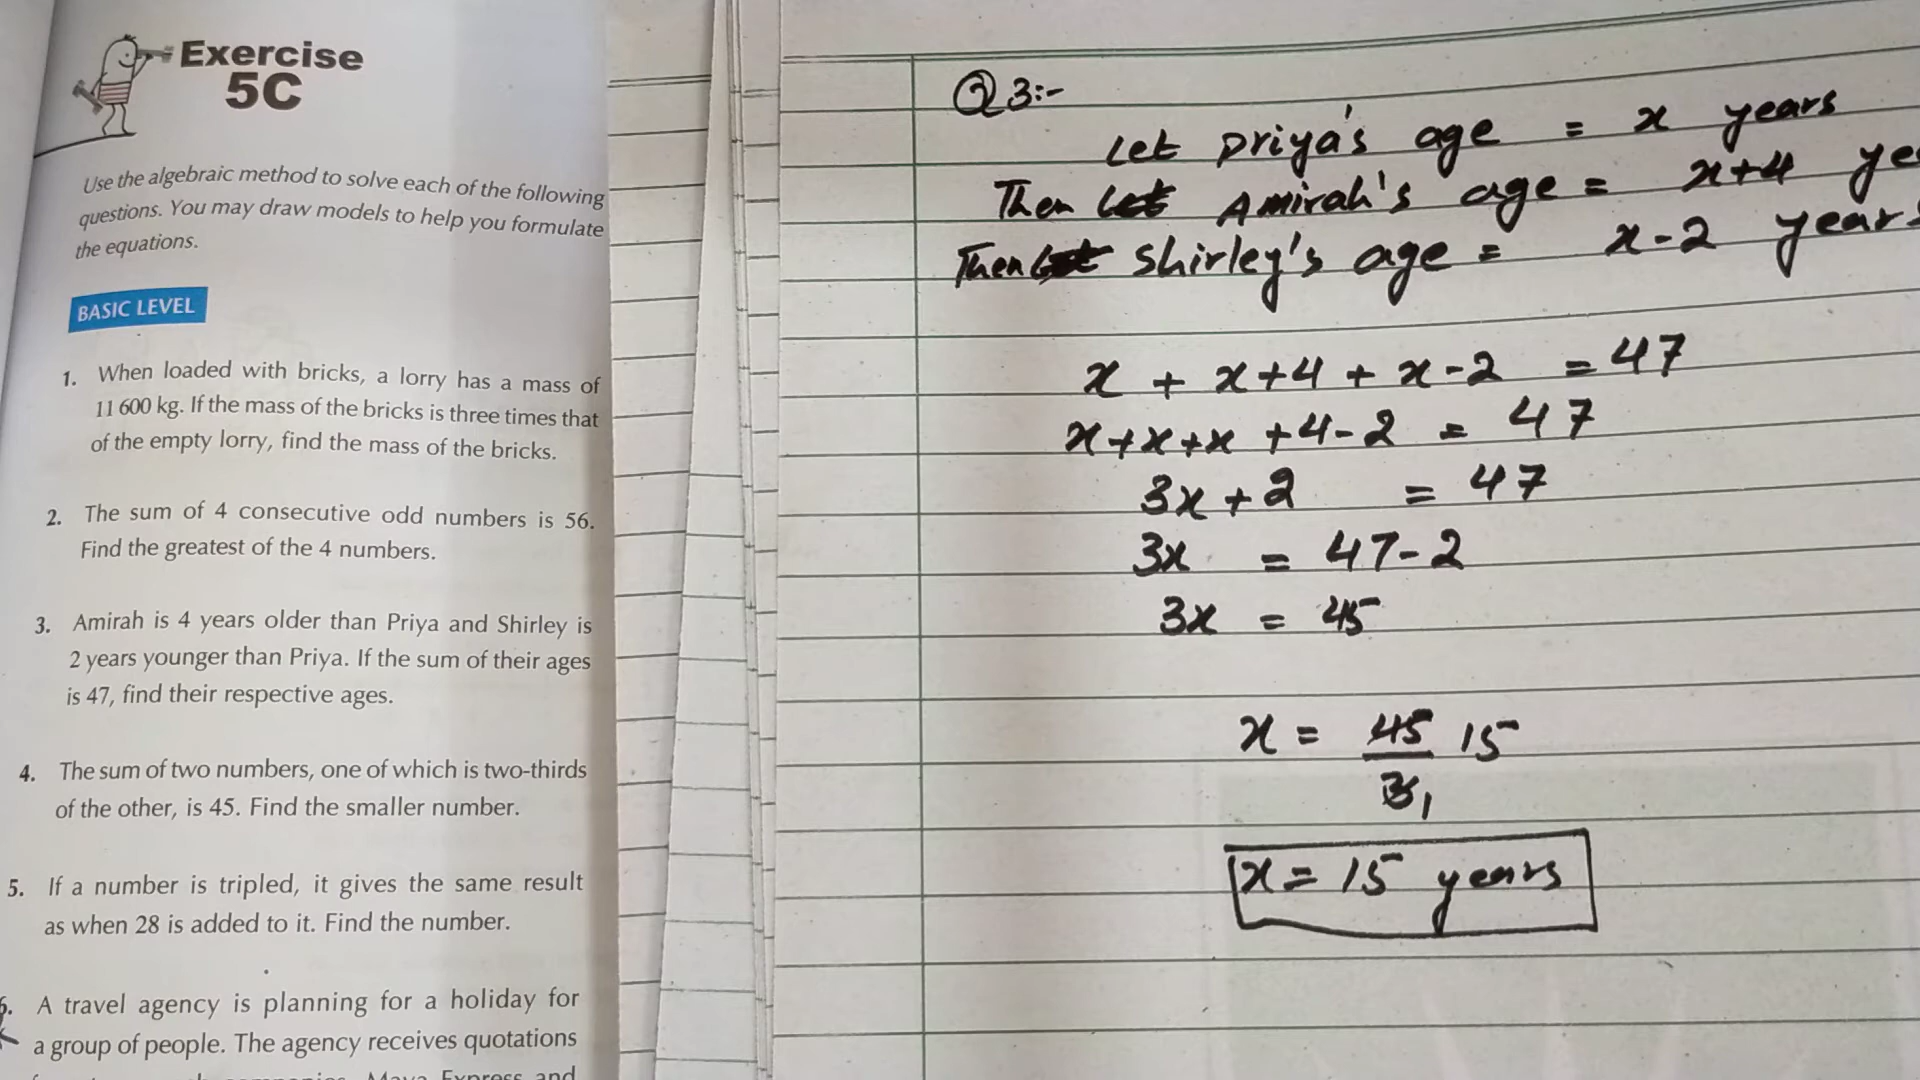 Exercise
5C
Use the algebraic method to solve each of the following
questions. You may draw models to help you formulate
the equations.
BASIC LEVEL
1. When loaded with bricks, a lorry has a mass of
11 600 kg. If the mass of the bricks is three times that
of the empty lorry, find the mass of the bricks.
2. The sum of 4 consecutive odd numbers is 56.
Find the greatest of the 4 numbers.
3. Amirah is 4 years older than Priya and Shirley is
2 years younger than Priya. If the sum of their ages
is 47, find their respective ages.
4. The sum of two numbers, one of which is two-thirds
of the other, is 45. Find the smaller number.
5. If a number is tripled, it gives the same result
as when 28 is added to it. Find the number.
6. A travel agency is planning for a holiday for
a group of people. The agency receives quotations
Express and
Q3:-
Let Priya's age = x years
Then Let Amirah's age = x+4 ye
Then Let Shirley's age = x-2 years
x + x+4 + x-2 = 47
x+x+x +4-2 = 47
3x+2 = 47
3x = 47-2
3x = 45
x = 45 15
3 1
x = 15 years